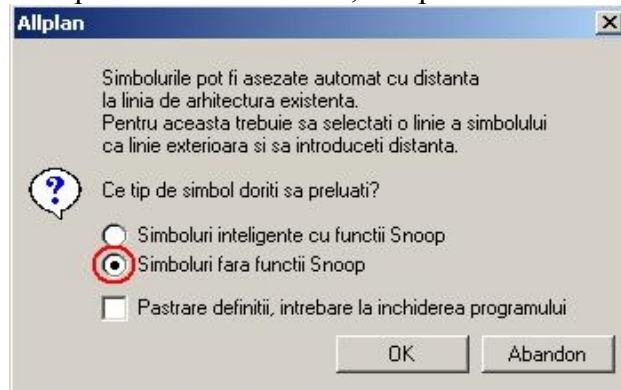 Allplan
Simbolurile pot fi asezate automat cu distanta
la linia de arhitectura existenta.
Pentru aceasta trebuie sa selectati o linie a simbolului
ca linie exterioara si sa introduceti distanta.
Ce tip de simbol doriti sa preluati?
Simboluri inteligente cu functii Snoop
Simboluri fara functii Snoop
Pastrare definitii, intrebare la inchiderea programului
OK Abandon